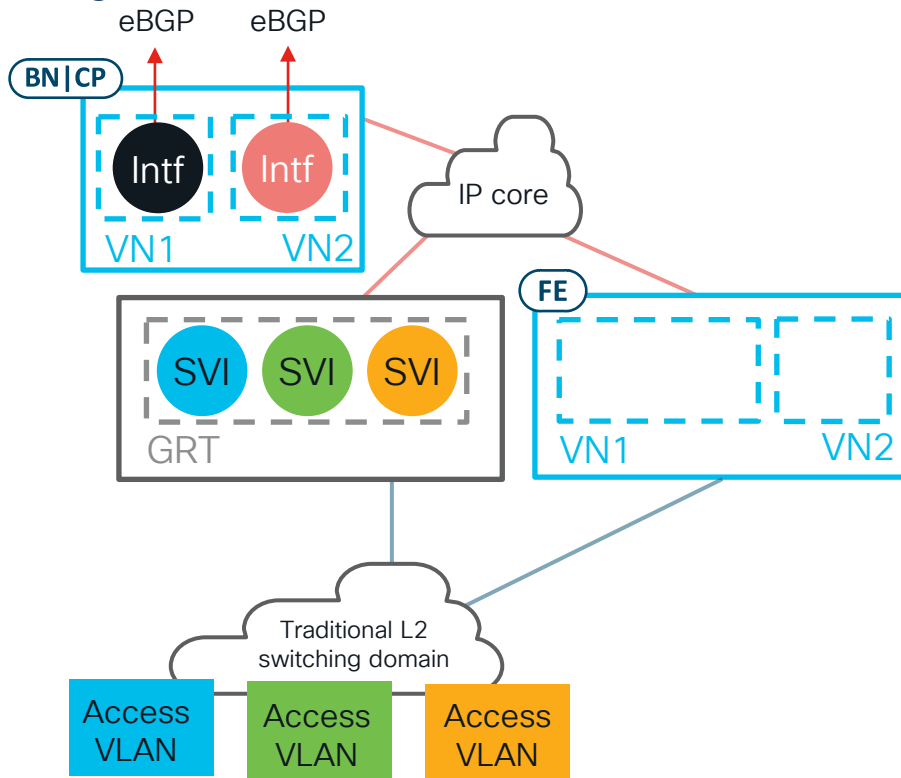 eBGP eBGP
BN|CP
Intf Intf
VN1 VN2
IP core
FE
SVI SVI SVI
GRT
VN1 VN2
Traditional L2
switching domain
Access Access Access
VLAN VLAN VLAN